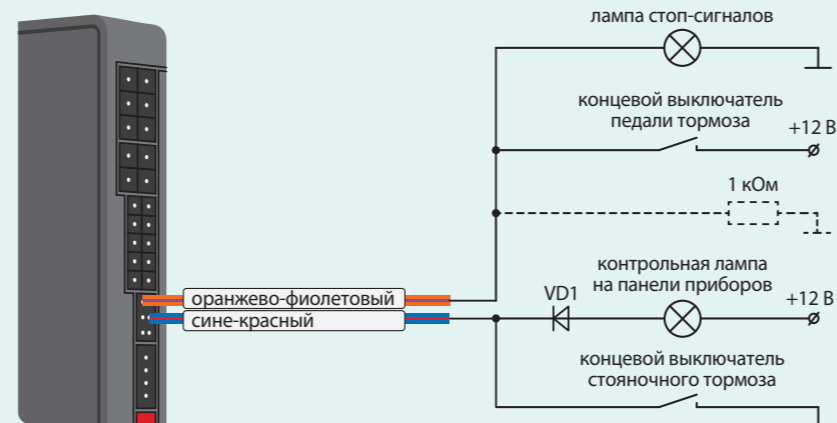 лампа стоп-сигналов
концевой выключатель
педали тормоза
+12 В
1 кОм
контрольная лампа
на панели приборов
+12 В
VD1
оранжево-фиолетовый
сине-красный
концевой выключатель
стояночного тормоза